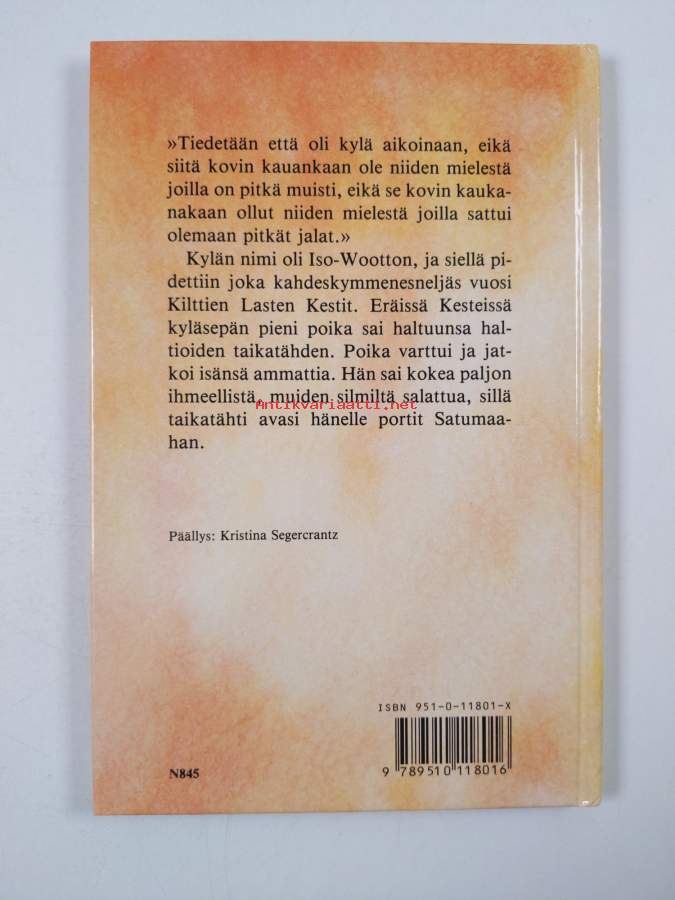 »Tiedetään että oli kylä aikoinaan, eikä
siitä kovin kauankaan ole niiden mielestä
joilla on pitkä muisti, eikä se kovin kauka-
nakaan ollut niiden mielestä joilla sattui
olemaan pitkät jalat.»
Kylän nimi oli Iso-Wootton, ja siellä pi-
dettiin joka kahdeskymmenesneljäs vuosi
Kilttien Lasten Kestit. Eräissä Kesteissä
kyläsepän pieni poika sai haltuunsa hal-
tioiden taikatähden. Poika varttui ja jat-
koi isänsä ammattia. Hän sai kokea paljon
ihmeellistä, muiden silmiltä salattua, sillä
Antikvariaatti.net
taikatähti avasi hänelle portit Satumaa-
han.
Päällys: Kristina Segercrantz
ISBN 951-0-11801-X
9 789510 118016
N845